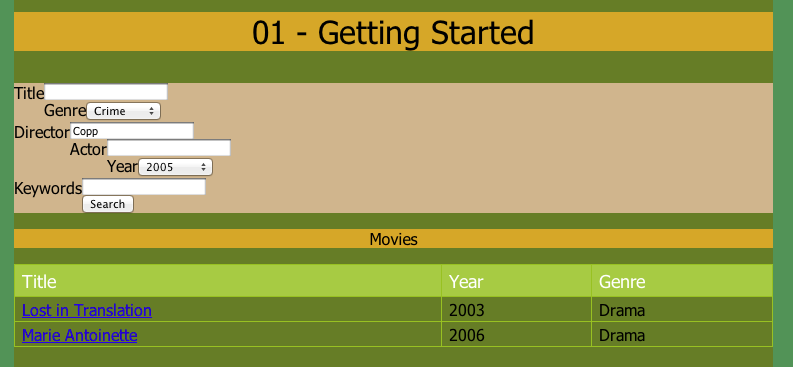 01 - Getting Started
Title
Genre Crime
Director Copp
Actor
Year 2005
Keywords
Search
Movies
Title Year Genre
Lost in Translation 2003 Drama
Marie Antoinette 2006 Drama